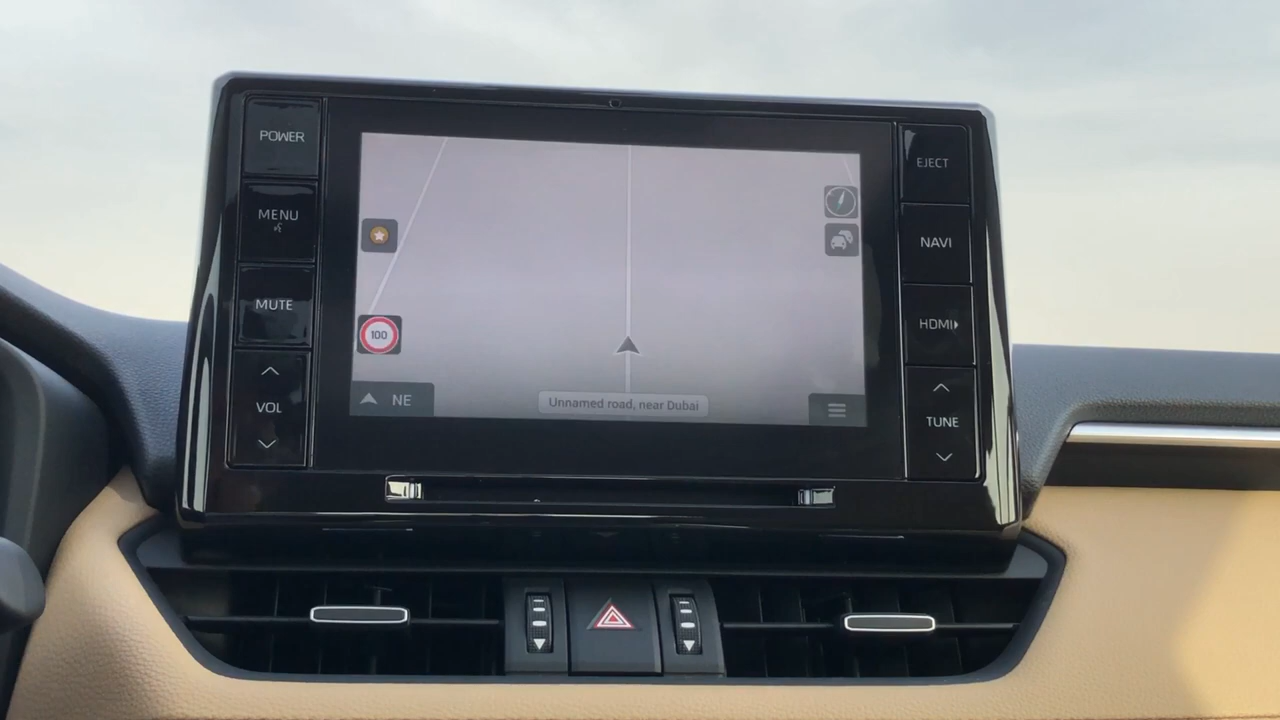 POWER
MENU
MUTE
VOL
100
NE
Unnamed road, near Dubai
EJECT
NAVI
HDMI
TUNE